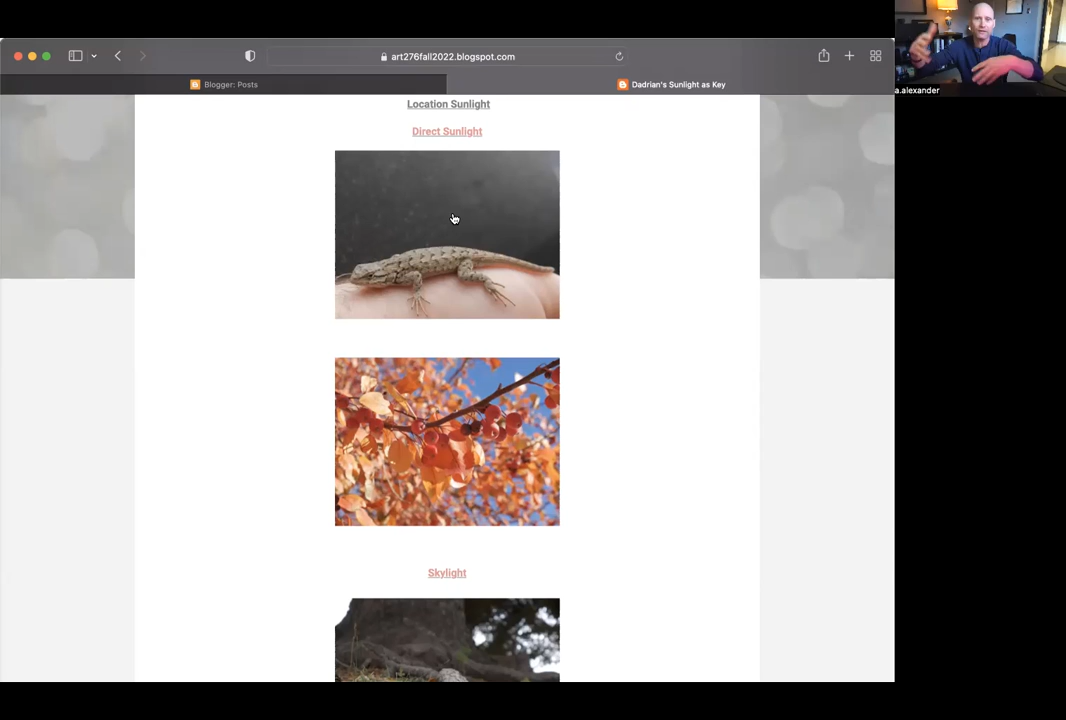 art276fall2022.blogspot.com
Blogger: Posts
Dadrian's Sunlight as Key
a.alexander
Location Sunlight
Direct Sunlight
Skylight